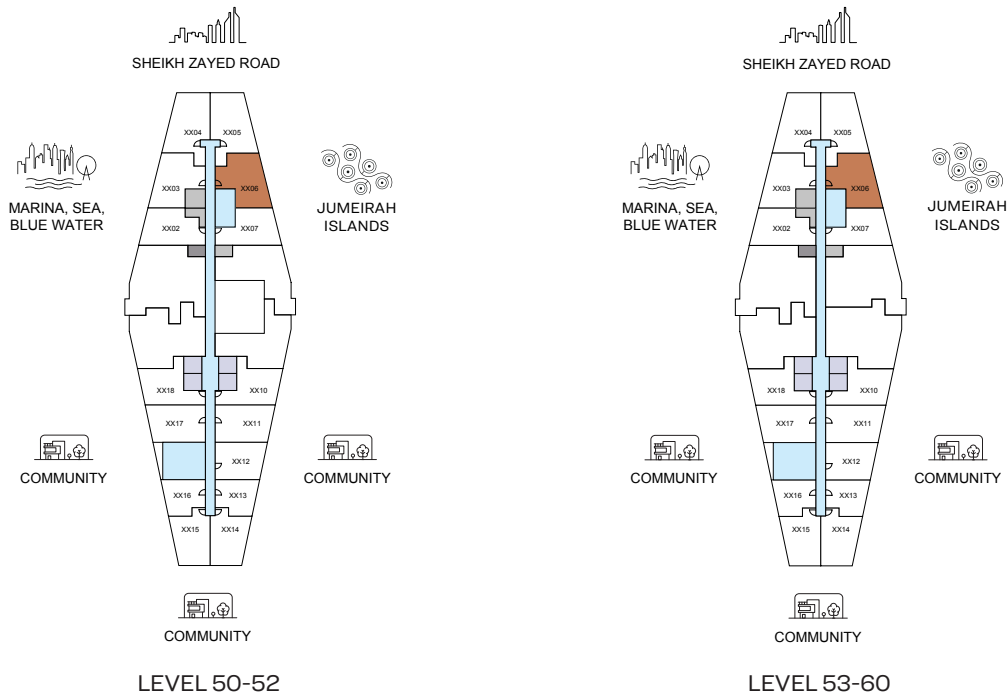 SHEIKH ZAYED ROAD
XX04
XX05
XX03
XX06
MARINA, SEA,
BLUE WATER
JUMEIRAH
ISLANDS
XX02
XX07
XX18
XX10
XX17
XX11
XX12
COMMUNITY
COMMUNITY
XX16
XX13
XX15
XX14
COMMUNITY
LEVEL 50-52
SHEIKH ZAYED ROAD
XX04
XX05
XX03
XX06
MARINA, SEA,
BLUE WATER
JUMEIRAH
ISLANDS
XX02
XX07
XX18
XX10
XX17
XX11
XX12
COMMUNITY
COMMUNITY
XX16
XX13
XX15
XX14
COMMUNITY
LEVEL 53-60